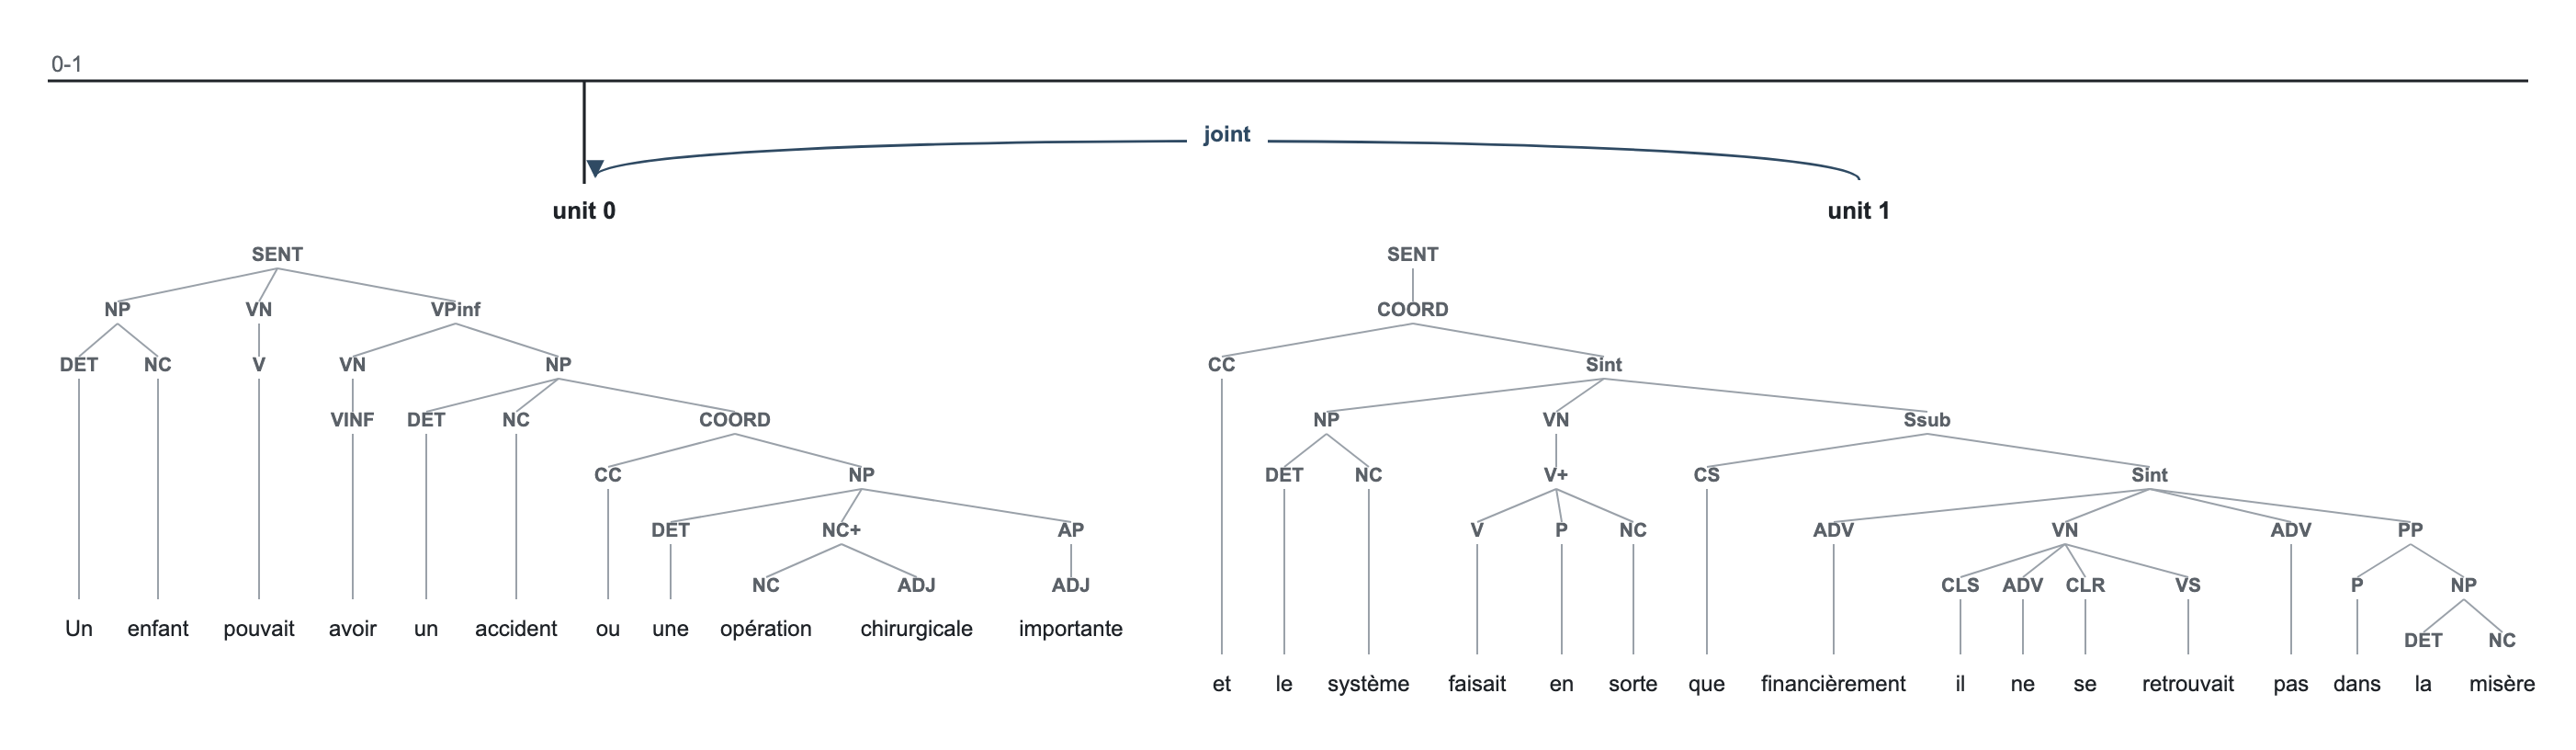 0-1
joint
unit 0 unit 1
SENT SENT
NP VN VPinf COORD
DET NC V VN NP CC Sint
VINF DET NC COORD NP VN Ssub
CC NP DET NC V+ CS Sint
DET NC+ AP V P NC ADV VN ADV PP
NC ADJ ADJ CLS ADV CLR VS P NP
Un enfant pouvait avoir un accident ou une opération chirurgicale importante DET NC
et le système faisait en sorte que financièrement il ne se retrouvait pas dans la misère